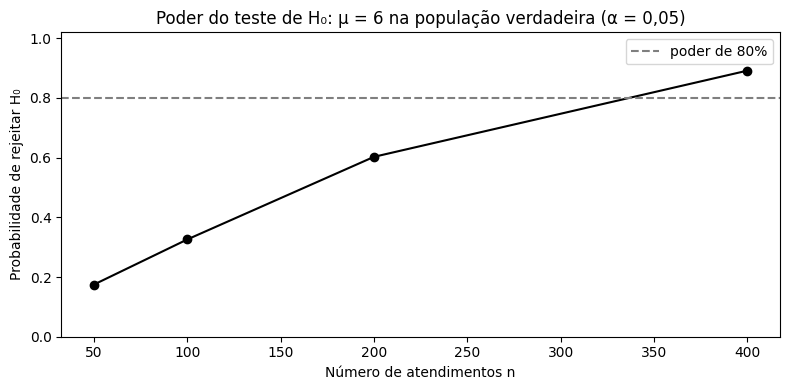 Poder do teste de H₀: μ = 6 na população verdadeira (α = 0,05)
poder de 80%
Probabilidade de rejeitar H₀
1.0
0.8
0.6
0.4
0.2
0.0
50 100 150 200 250 300 350 400
Número de atendimentos n